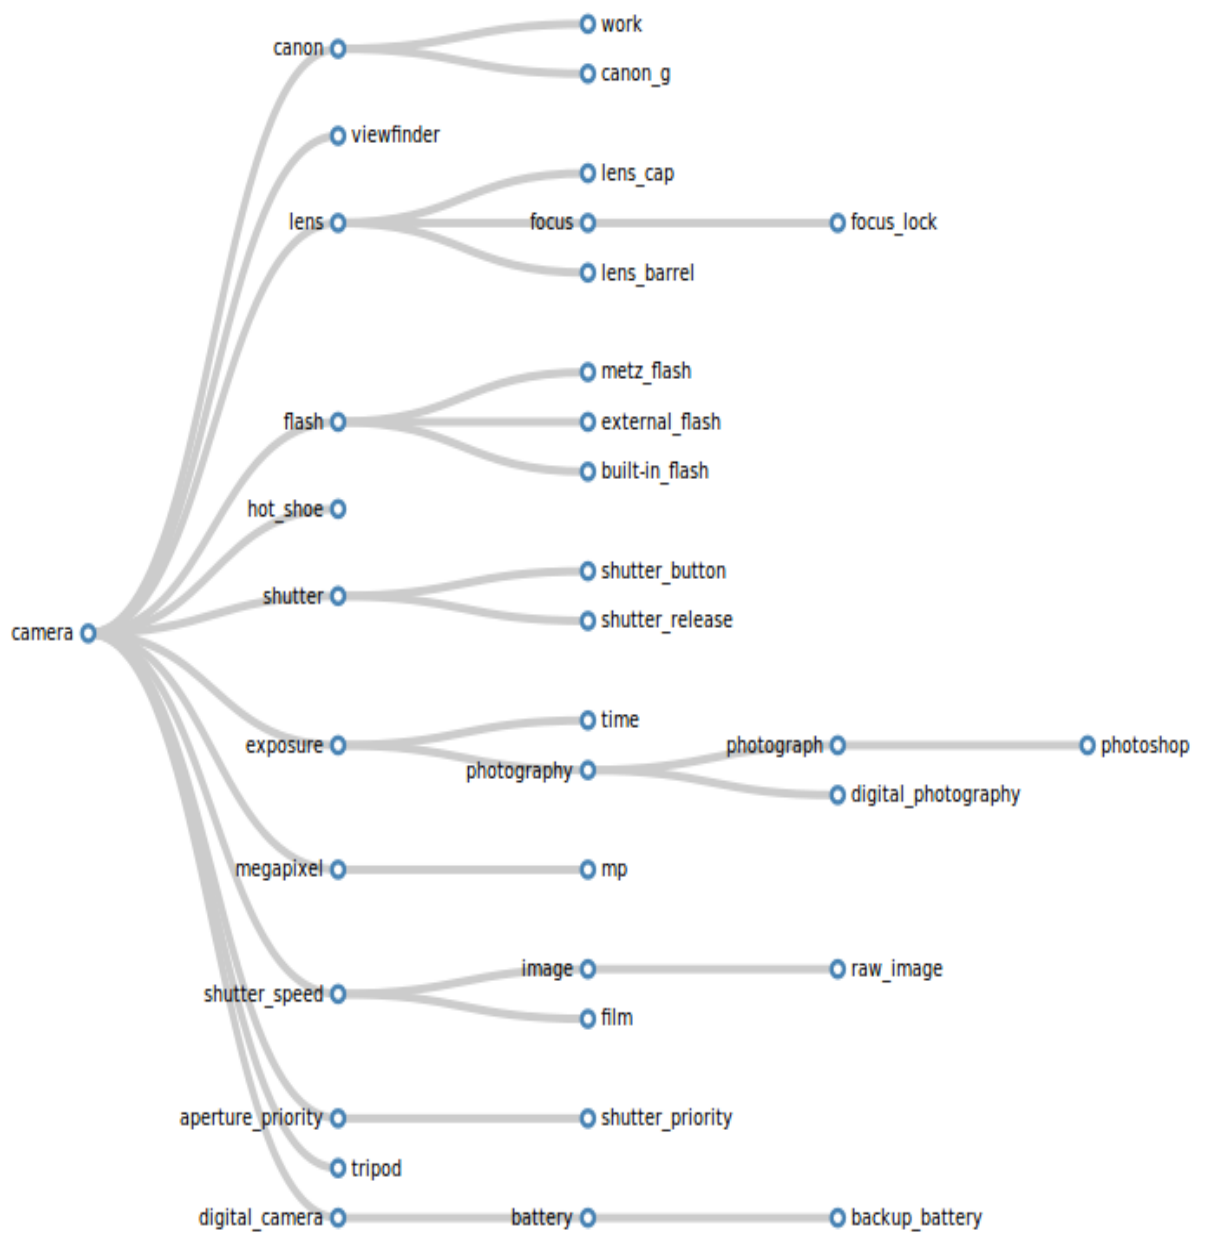 work
canon
canon_g
viewfinder
lens_cap
lens
focus
focus_lock
lens_barrel
metz_flash
flash
external_flash
built-in_flash
hot_shoe
shutter_button
shutter
shutter_release
camera
time
exposure
photography
photograph
photoshop
digital_photography
megapixel
mp
image
raw_image
shutter_speed
film
aperture_priority
shutter_priority
tripod
digital_camera
battery
backup_battery